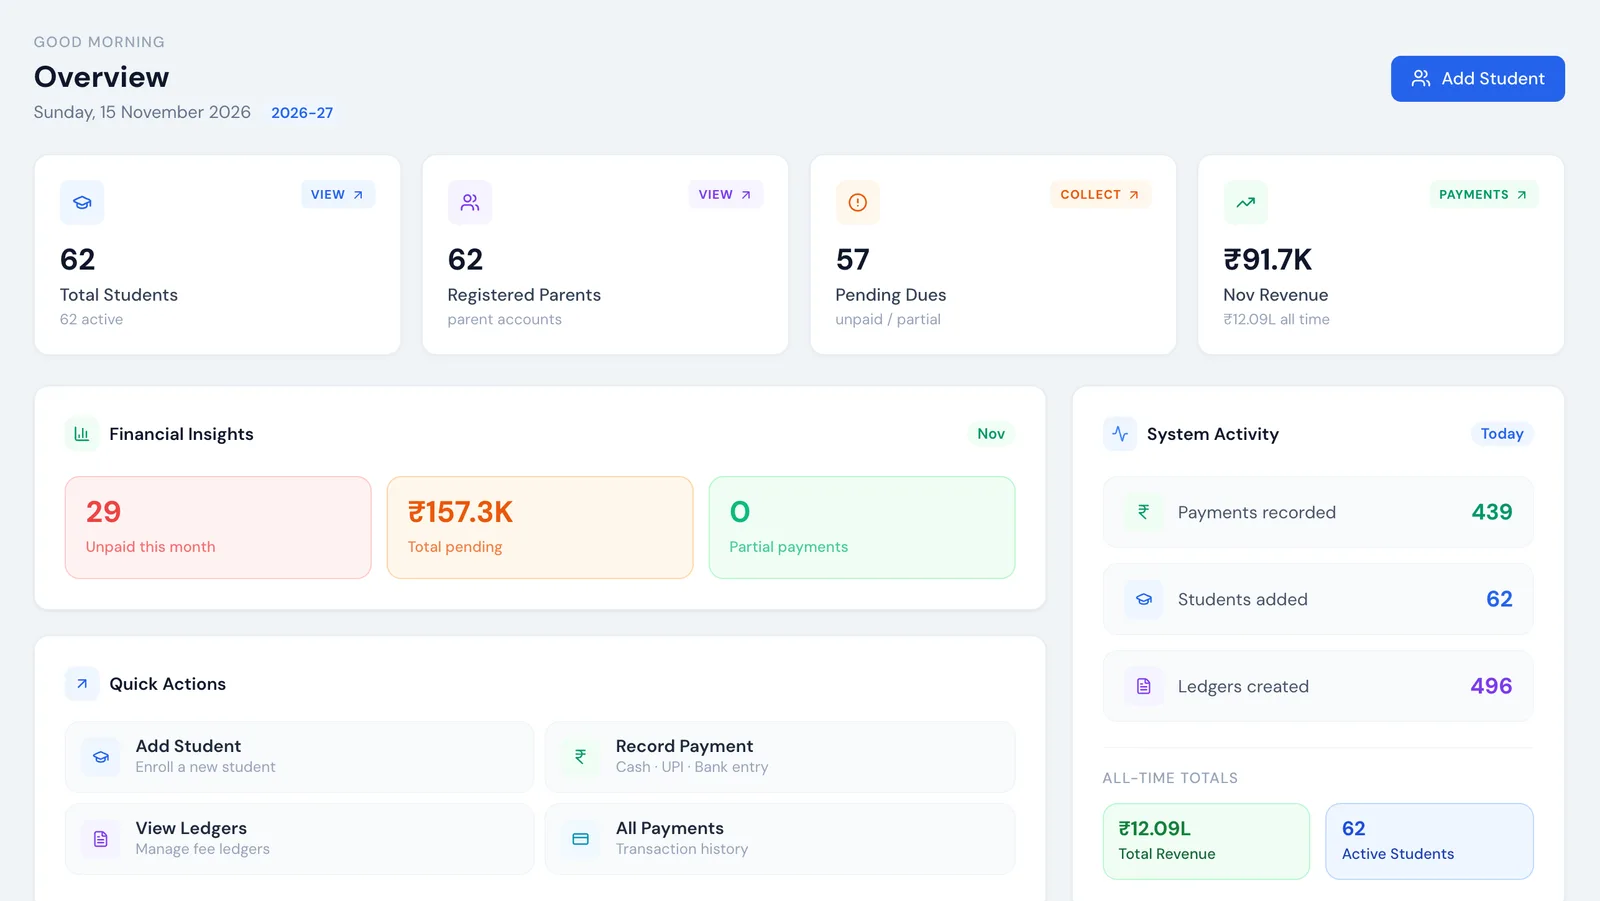 GOOD MORNING
Overview
Sunday, 15 November 2026 2026-27
Add Student
VIEW
62
Total Students
62 active
VIEW
62
Registered Parents
parent accounts
COLLECT
57
Pending Dues
unpaid / partial
PAYMENTS
₹91.7K
Nov Revenue
₹12.09L all time
Financial Insights
Nov
29
Unpaid this month
₹157.3K
Total pending
0
Partial payments
Quick Actions
Add Student
Enroll a new student
Record Payment
Cash · UPI · Bank entry
View Ledgers
Manage fee ledgers
All Payments
Transaction history
System Activity
Today
₹ Payments recorded 439
Students added 62
Ledgers created 496
ALL-TIME TOTALS
₹12.09L
Total Revenue
62
Active Students